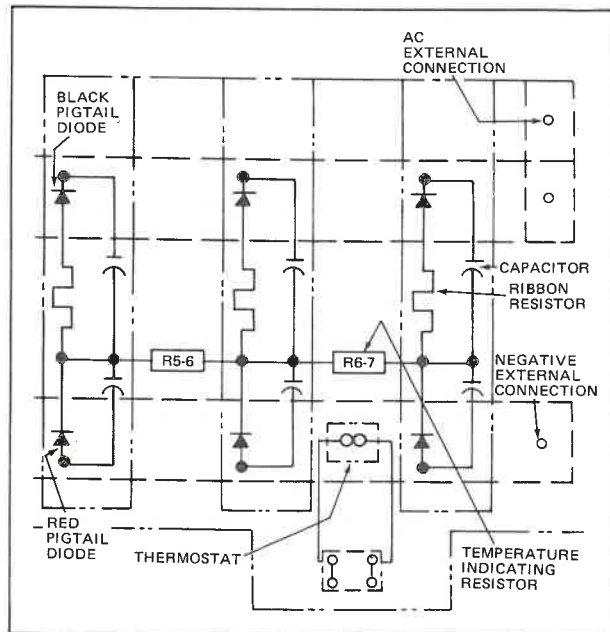 AC
EXTERNAL
CONNECTION
BLACK
PIGTAIL
DIODE
CAPACITOR
RIBBON
RESISTOR
R5-6
R6-7
NEGATIVE
EXTERNAL
CONNECTION
RED
PIGTAIL
DIODE
THERMOSTAT
TEMPERATURE
INDICATING
RESISTOR